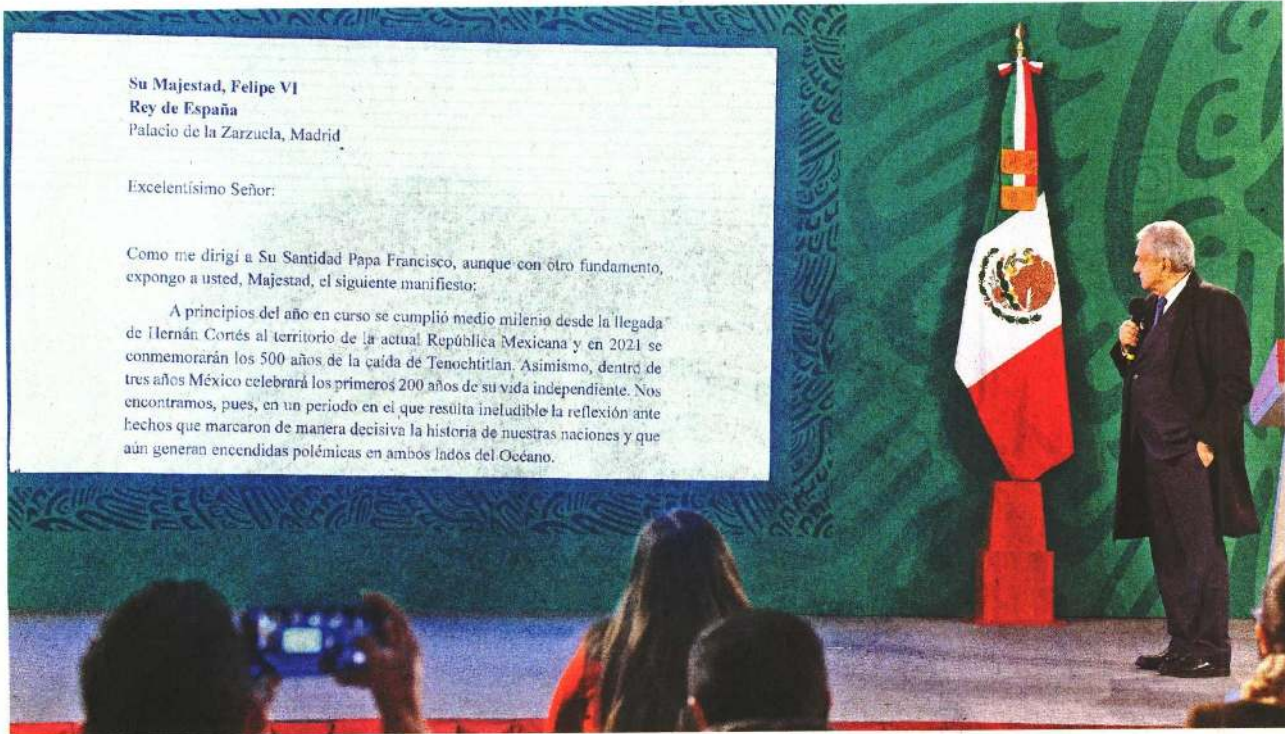 Su Majestad, Felipe VI
Rey de España
Palacio de la Zarzuela, Madrid
Excelentísimo Señor:
Como me dirigí a Su Santidad Papa Francisco, aunque con otro fundamento,
expongo a usted, Majestad, el siguiente manifiesto:
A principios del año en curso se cumplió medio milenio desde la llegada
de Hernán Cortés al territorio de la actual República Mexicana y en 2021 se
conmemorarán los 500 años de la caída de Tenochtitlan. Asimismo, dentro de
tres años México celebrará los primeros 200 años de su vida independiente. Nos
encontramos, pues, en un periodo en el que resulta ineludible la reflexión ante
hechos que marcaron de manera decisiva la historia de nuestras naciones y que
aún generan encendidas polémicas en ambos lados del Océano.